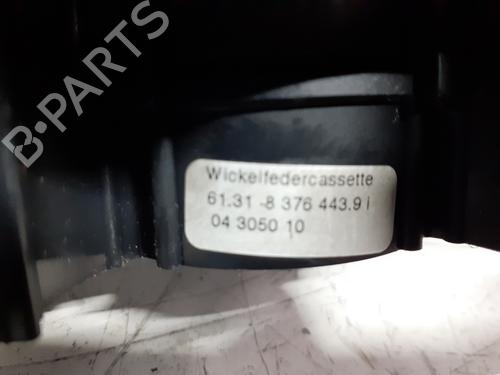 B-PARTS
Wickelfedercassette
61.31 -8 376 443.9 i
04 3050 10